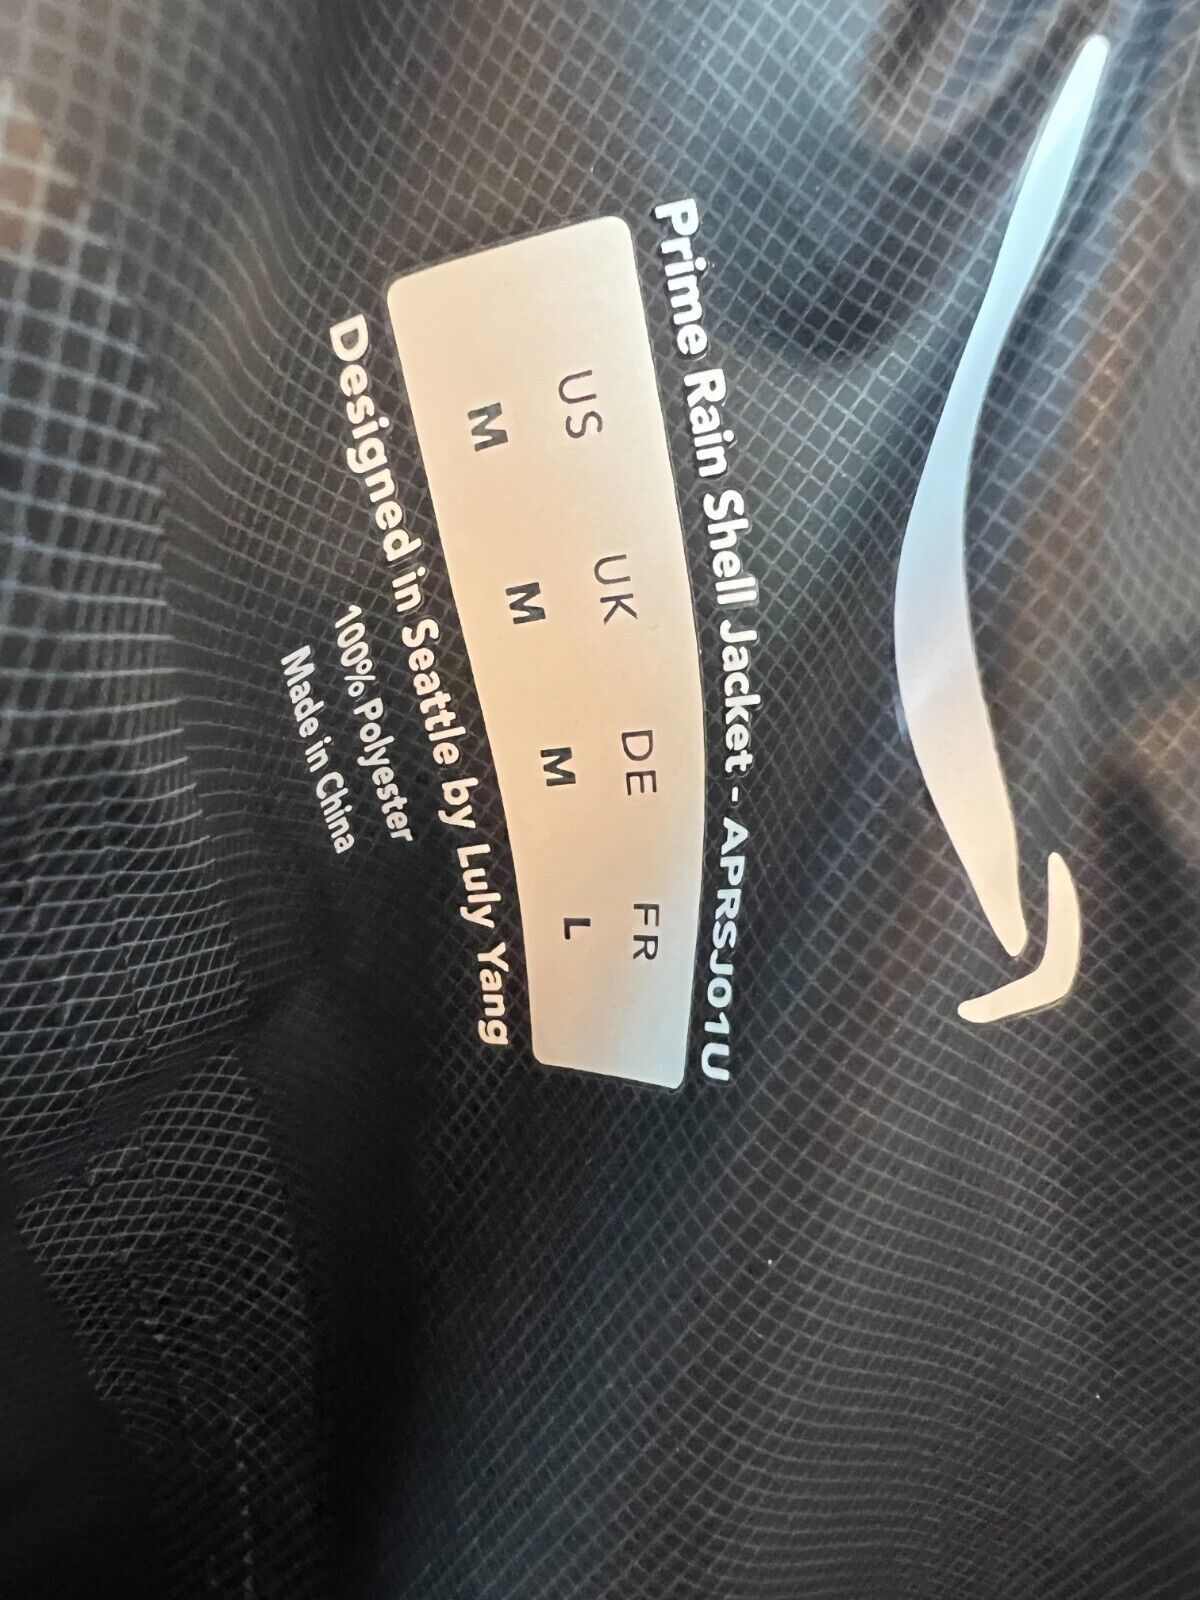 Prime Rain Shell Jacket - APRSJ01U
US UK DE FR
M M M L
Designed in Seattle by Luly Yang
100% Polyester
Made in China